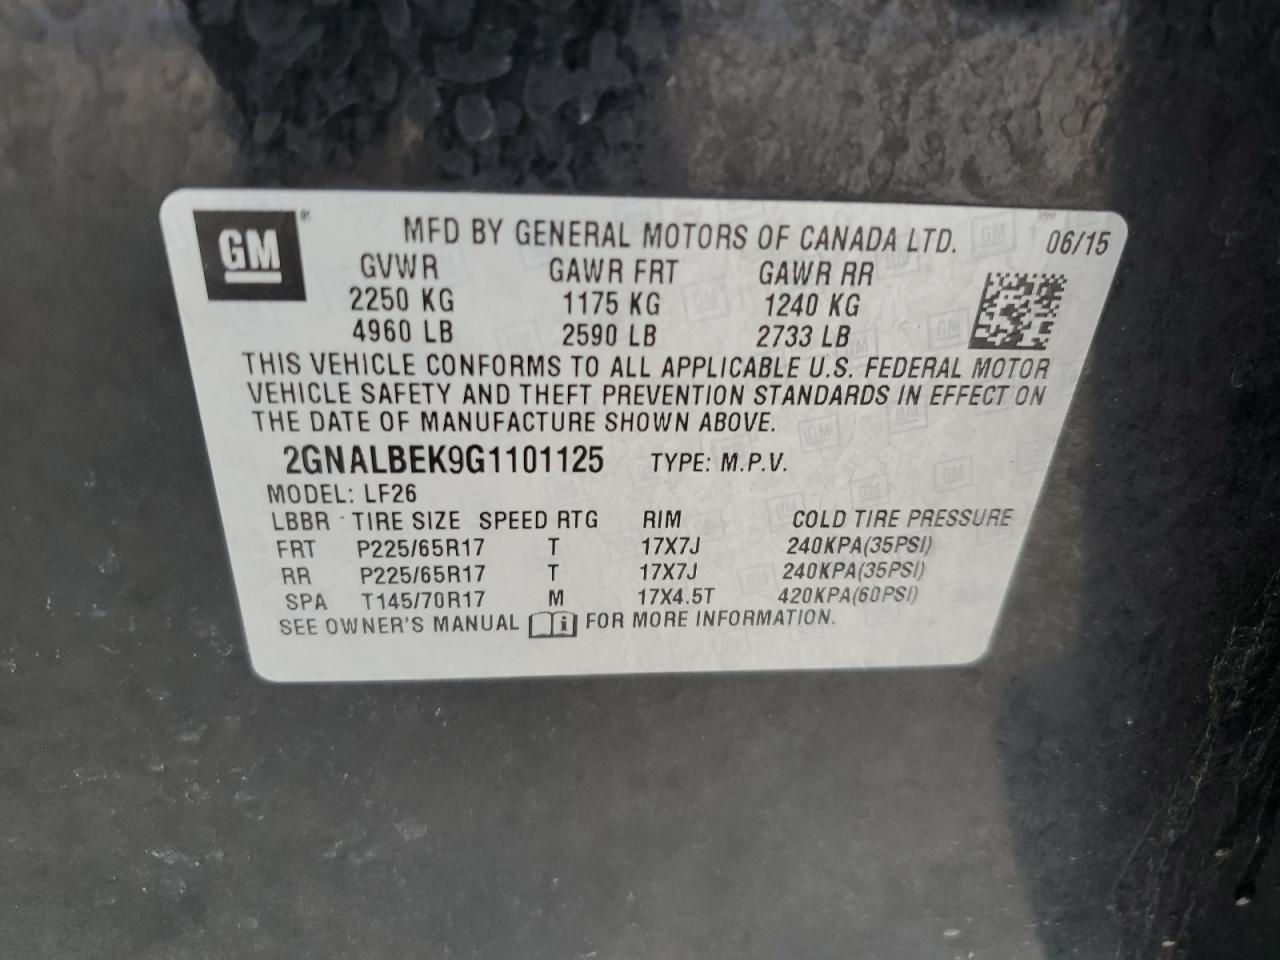 GM ®
MFD BY GENERAL MOTORS OF CANADA LTD. 06/15
GVWR GAWR FRT GAWR RR
2250 KG 1175 KG 1240 KG
4960 LB 2590 LB 2733 LB
THIS VEHICLE CONFORMS TO ALL APPLICABLE U.S. FEDERAL MOTOR
VEHICLE SAFETY AND THEFT PREVENTION STANDARDS IN EFFECT ON
THE DATE OF MANUFACTURE SHOWN ABOVE.
2GNALBEK9G1101125 TYPE: M.P.V.
MODEL: LF26
LBBR TIRE SIZE SPEED RTG RIM COLD TIRE PRESSURE
FRT P225/65R17 T 17X7J 240KPA(35PSI)
RR P225/65R17 T 17X7J 240KPA(35PSI)
SPA T145/70R17 M 17X4.5T 420KPA(60PSI)
SEE OWNER'S MANUAL i FOR MORE INFORMATION.